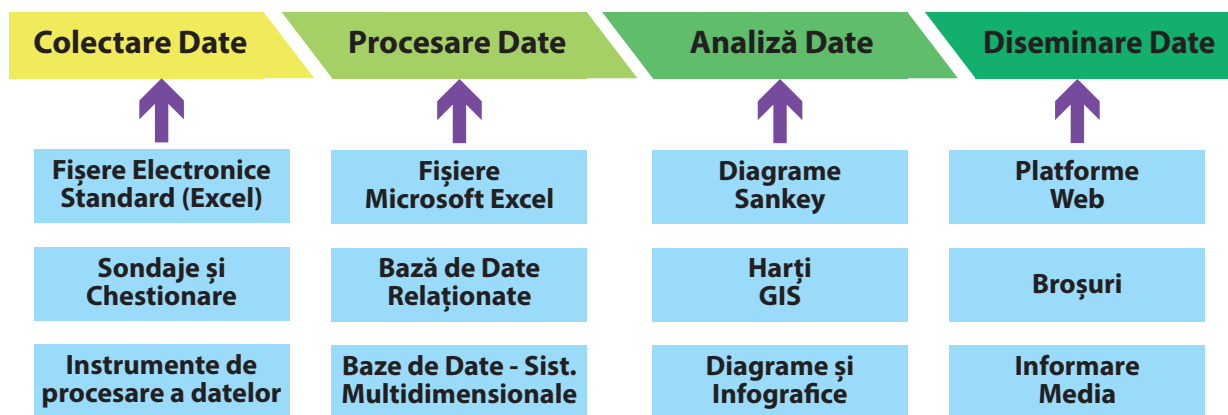 Colectare Date
Procesare Date
Analiză Date
Diseminare Date
Fișere Electronice
Standard (Excel)
Fișiere
Microsoft Excel
Diagrame
Sankey
Platforme
Web
Sondaje și
Chestionare
Bază de Date
Relaționate
Harți
GIS
Broșuri
Instrumente de
procesare a datelor
Baze de Date - Sist.
Multidimensionale
Diagrame și
Infografice
Informare
Media